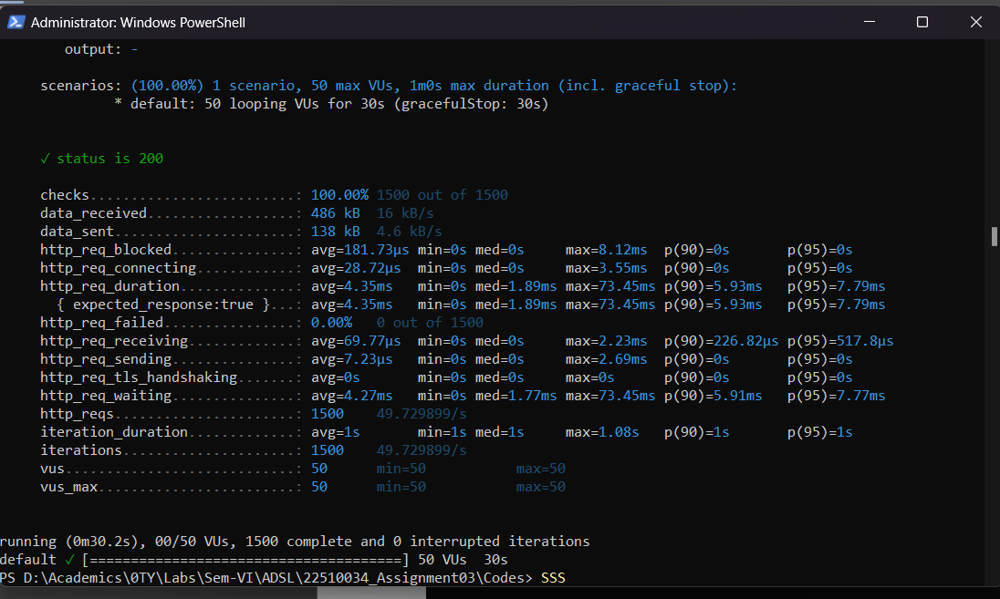 Administrator: Windows PowerShell
output: -
scenarios: (100.00%) 1 scenario, 50 max VUs, 1m0s max duration (incl. graceful stop):
* default: 50 looping VUs for 30s (gracefulStop: 30s)
✓ status is 200
checks.........................: 100.00% 1500 out of 1500
data_received..................: 486 kB 16 kB/s
data_sent......................: 138 kB 4.6 kB/s
http_req_blocked...............: avg=181.73µs min=0s med=0s max=8.12ms p(90)=0s p(95)=0s
http_req_connecting............: avg=28.72µs min=0s med=0s max=3.55ms p(90)=0s p(95)=0s
http_req_duration..............: avg=4.35ms min=0s med=1.89ms max=73.45ms p(90)=5.93ms p(95)=7.79ms
{ expected_response:true }...: avg=4.35ms min=0s med=1.89ms max=73.45ms p(90)=5.93ms p(95)=7.79ms
http_req_failed................: 0.00% 0 out of 1500
http_req_receiving.............: avg=69.77µs min=0s med=0s max=2.23ms p(90)=226.82µs p(95)=517.8µs
http_req_sending...............: avg=7.23µs min=0s med=0s max=2.69ms p(90)=0s p(95)=0s
http_req_tls_handshaking.......: avg=0s min=0s med=0s max=0s p(90)=0s p(95)=0s
http_req_waiting...............: avg=4.27ms min=0s med=1.77ms max=73.45ms p(90)=5.91ms p(95)=7.77ms
http_reqs......................: 1500 49.729899/s
iteration_duration.............: avg=1s min=1s med=1s max=1.08s p(90)=1s p(95)=1s
iterations.....................: 1500 49.729899/s
vus............................: 50 min=50 max=50
vus_max........................: 50 min=50 max=50
running (0m30.2s), 00/50 VUs, 1500 complete and 0 interrupted iterations
default ✓ [======================================] 50 VUs 30s
PS D:\Academics\0TY\Labs\Sem-VI\ADSL\22510034_Assignment03\Codes> SSS